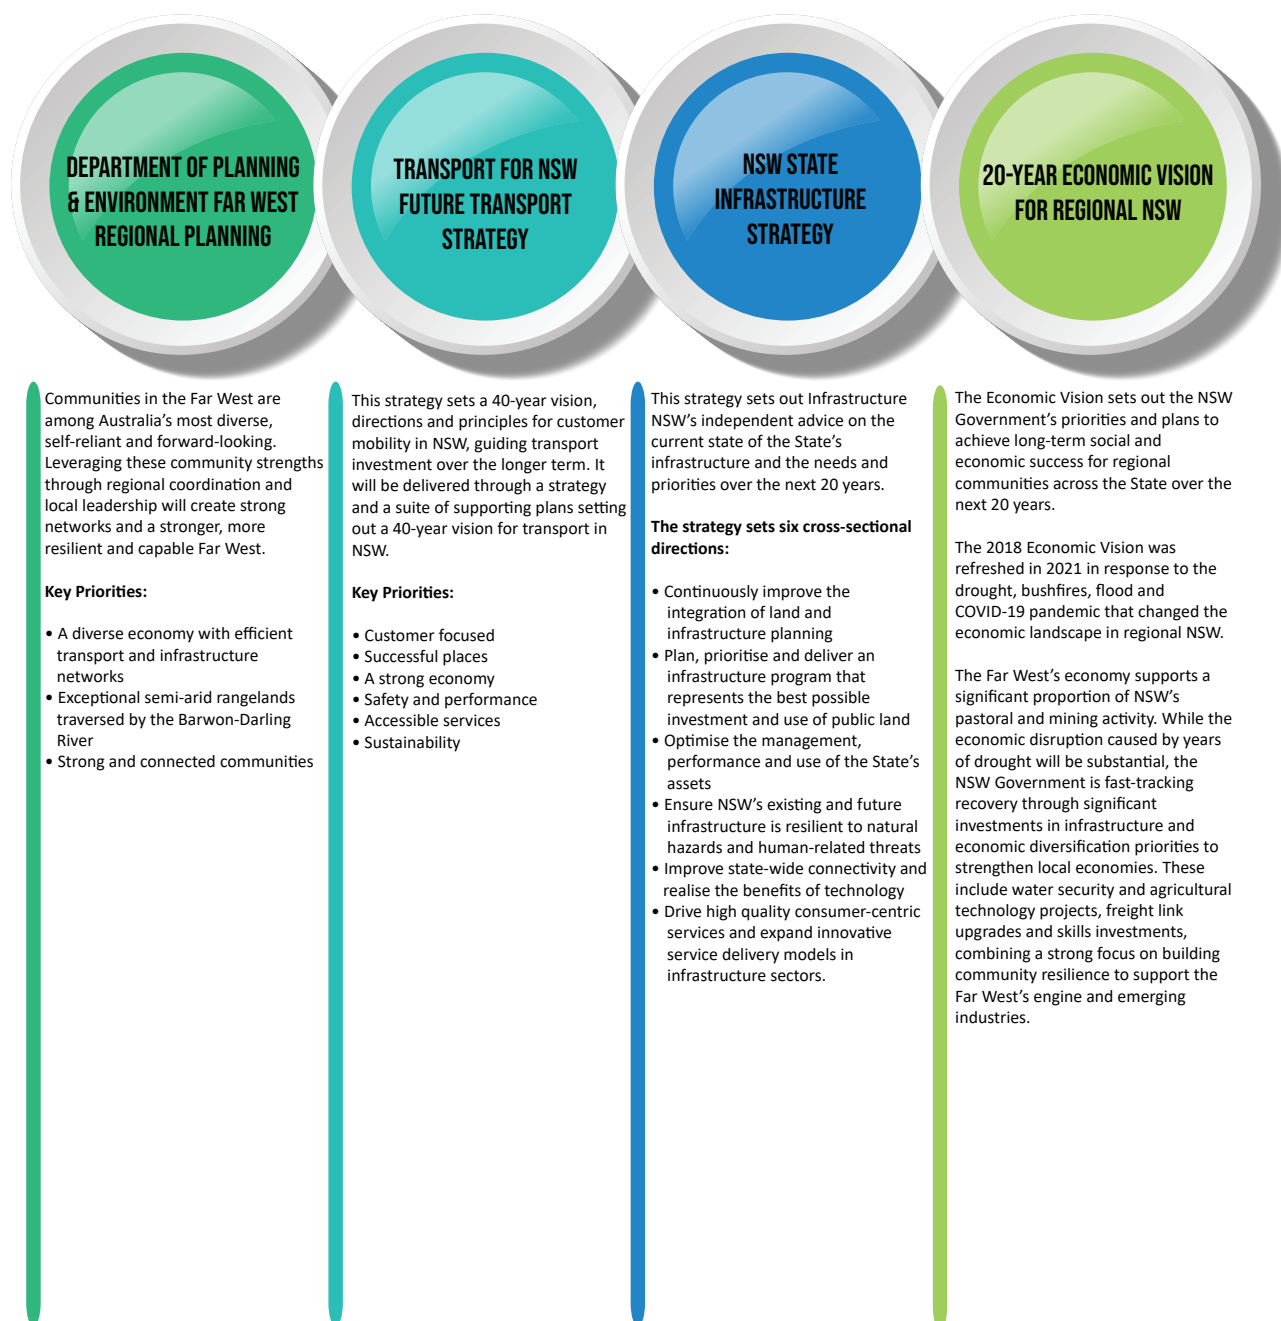 DEPARTMENT OF PLANNING
& ENVIRONMENT FAR WEST
REGIONAL PLANNING
TRANSPORT FOR NSW
FUTURE TRANSPORT
STRATEGY
NSW STATE
INFRASTRUCTURE
STRATEGY
20-YEAR ECONOMIC VISION
FOR REGIONAL NSW
Communities in the Far West are
among Australia’s most diverse,
self-reliant and forward-looking.
Leveraging these community strengths
through regional coordination and
local leadership will create strong
networks and a stronger, more
resilient and capable Far West.
Key Priorities:
• A diverse economy with efficient
transport and infrastructure
networks
• Exceptional semi-arid rangelands
traversed by the Barwon-Darling
River
• Strong and connected communities
This strategy sets a 40-year vision,
directions and principles for customer
mobility in NSW, guiding transport
investment over the longer term. It
will be delivered through a strategy
and a suite of supporting plans setting
out a 40-year vision for transport in
NSW.
Key Priorities:
• Customer focused
• Successful places
• A strong economy
• Safety and performance
• Accessible services
• Sustainability
This strategy sets out Infrastructure
NSW’s independent advice on the
current state of the State’s
infrastructure and the needs and
priorities over the next 20 years.
The strategy sets six cross-sectional
directions:
• Continuously improve the
integration of land and
infrastructure planning
• Plan, prioritise and deliver an
infrastructure program that
represents the best possible
investment and use of public land
• Optimise the management,
performance and use of the State’s
assets
• Ensure NSW’s existing and future
infrastructure is resilient to natural
hazards and human-related threats
• Improve state-wide connectivity and
realise the benefits of technology
• Drive high quality consumer-centric
services and expand innovative
service delivery models in
infrastructure sectors.
The Economic Vision sets out the NSW
Government’s priorities and plans to
achieve long-term social and
economic success for regional
communities across the State over the
next 20 years.
The 2018 Economic Vision was
refreshed in 2021 in response to the
drought, bushfires, flood and
COVID-19 pandemic that changed the
economic landscape in regional NSW.
The Far West’s economy supports a
significant proportion of NSW’s
pastoral and mining activity. While the
economic disruption caused by years
of drought will be substantial, the
NSW Government is fast-tracking
recovery through significant
investments in infrastructure and
economic diversification priorities to
strengthen local economies. These
include water security and agricultural
technology projects, freight link
upgrades and skills investments,
combining a strong focus on building
community resilience to support the
Far West’s engine and emerging
industries.